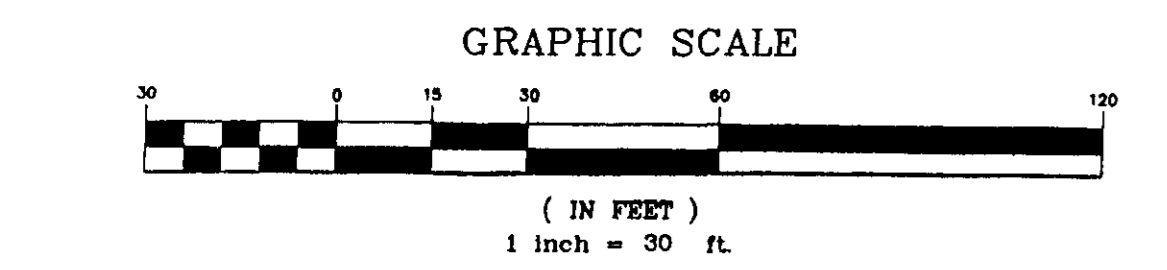 GRAPHIC SCALE
30 0 15 30 60 120
( IN FEET )
1 inch = 30 ft.